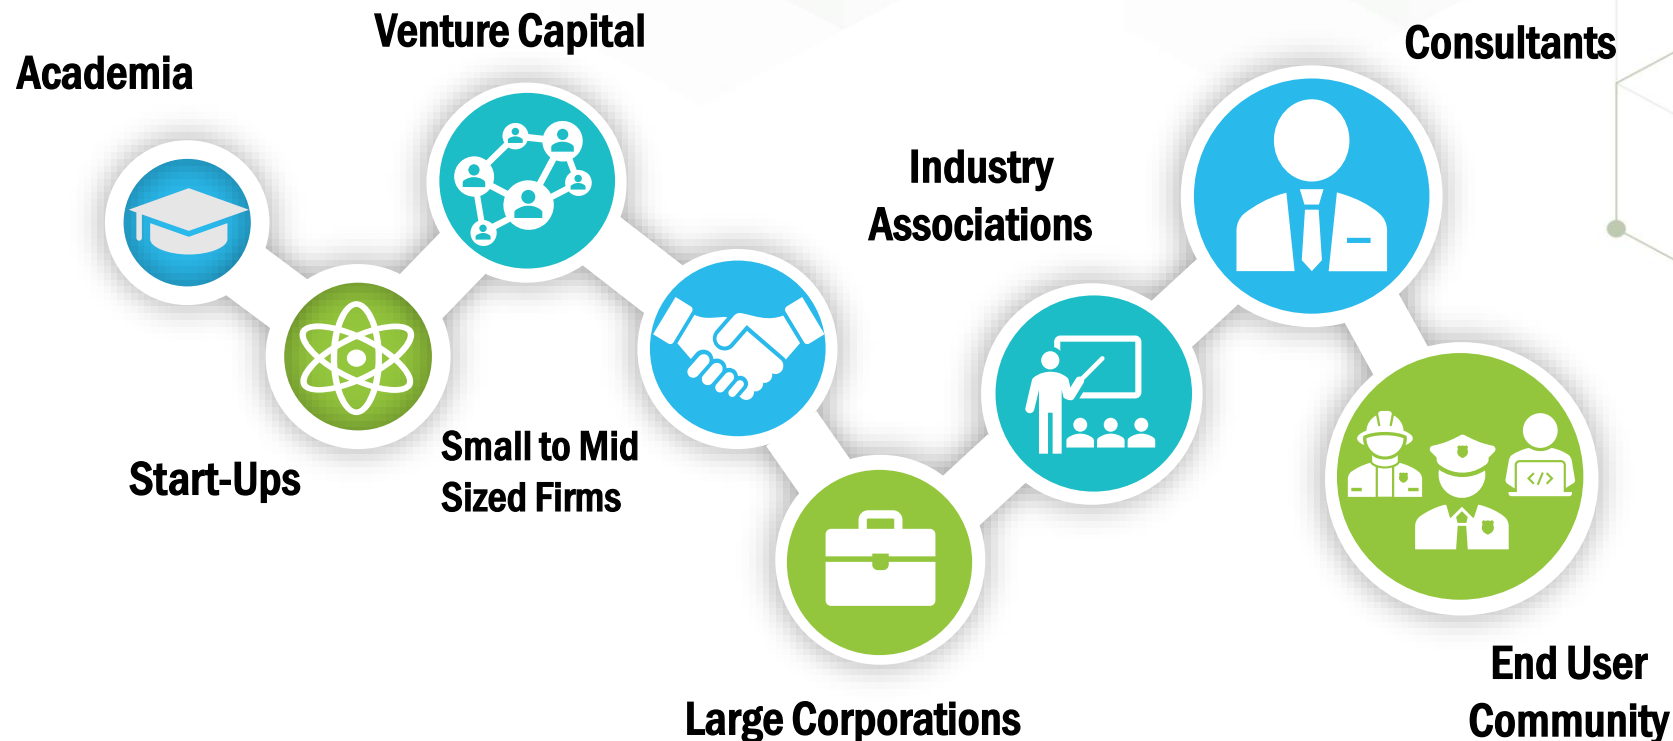 Academia
Start-Ups
Venture Capital
Small to Mid
Sized Firms
Large Corporations
Industry
Associations
Consultants
</>
End User
Community